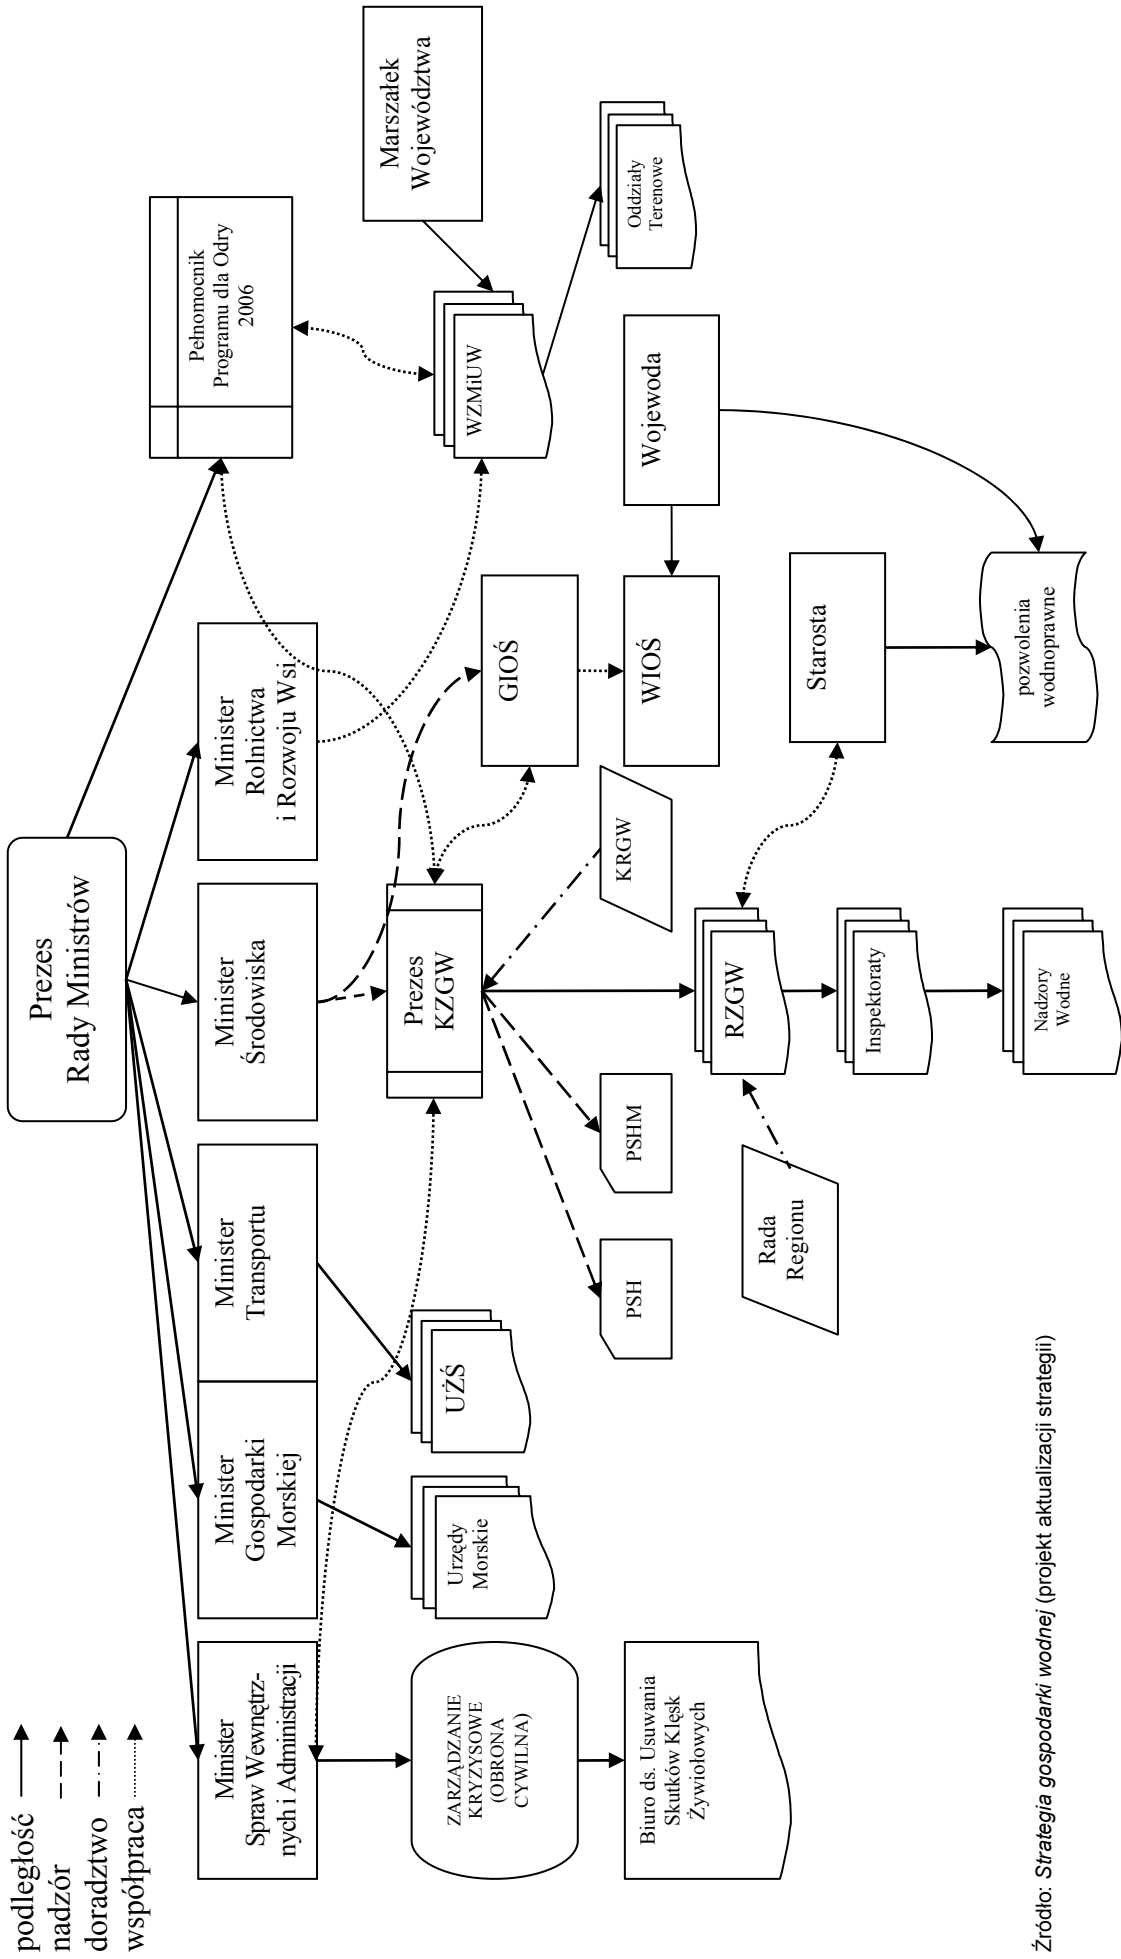 podległość
nadzór
doradztwo
współpraca
Prezes
Rady Ministrów
Minister
Spraw Wewnętrz-
nych i Administracji
Minister
Gospodarki
Morskiej
Minister
Transportu
Minister
Środowiska
Minister
Rolnictwa
i Rozwoju Wsi
Pełnomocnik
Programu dla Odry
2006
Marszałek
Województwa
ZARZĄDZANIE
KRYZYSOWE
(OBRONA
CYWILNA)
Urzędy
Morskie
UŻŚ
Prezes
KZGW
GIOŚ
WZMiUW
Biuro ds. Usuwania
Skutków Klęsk
Żywiołowych
PSH
PSHM
KRGW
WIOŚ
Wojewoda
Oddziały
Terenowe
Rada
Regionu
RZGW
Starosta
Inspektoraty
Nadzory
Wodne
pozwolenia
wodnoprawne
Źródło: Strategia gospodarki wodnej (projekt aktualizacji strategii)